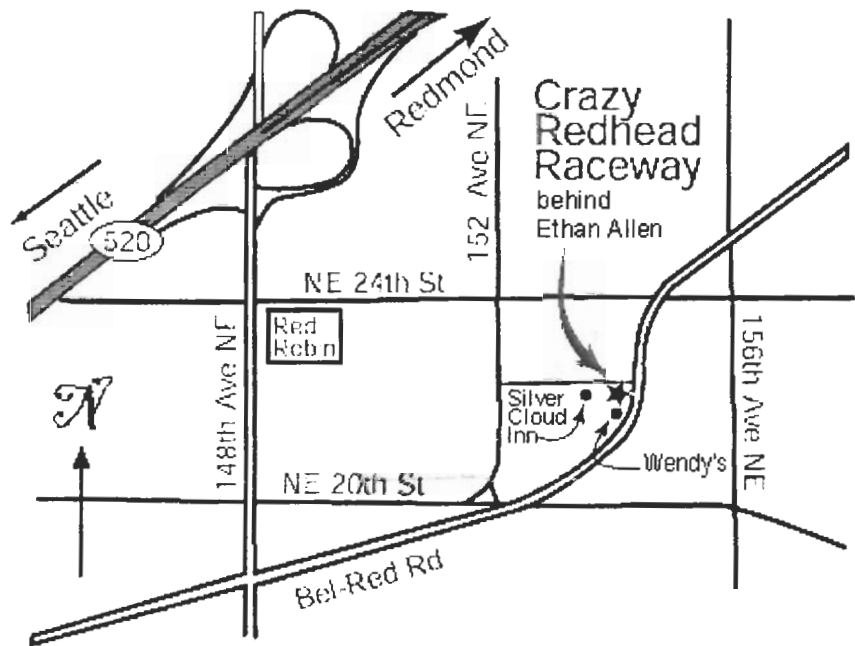 Redmond
Seattle
520
152 Ave NE
Crazy
Redhead
Raceway
behind
Ethan Allen
NE 24th St
148th Ave NE
Red
Robin
156th Ave NE
N
Silver
Cloud
Inn
Wendy's
NE 20th St
Bel-Red Rd